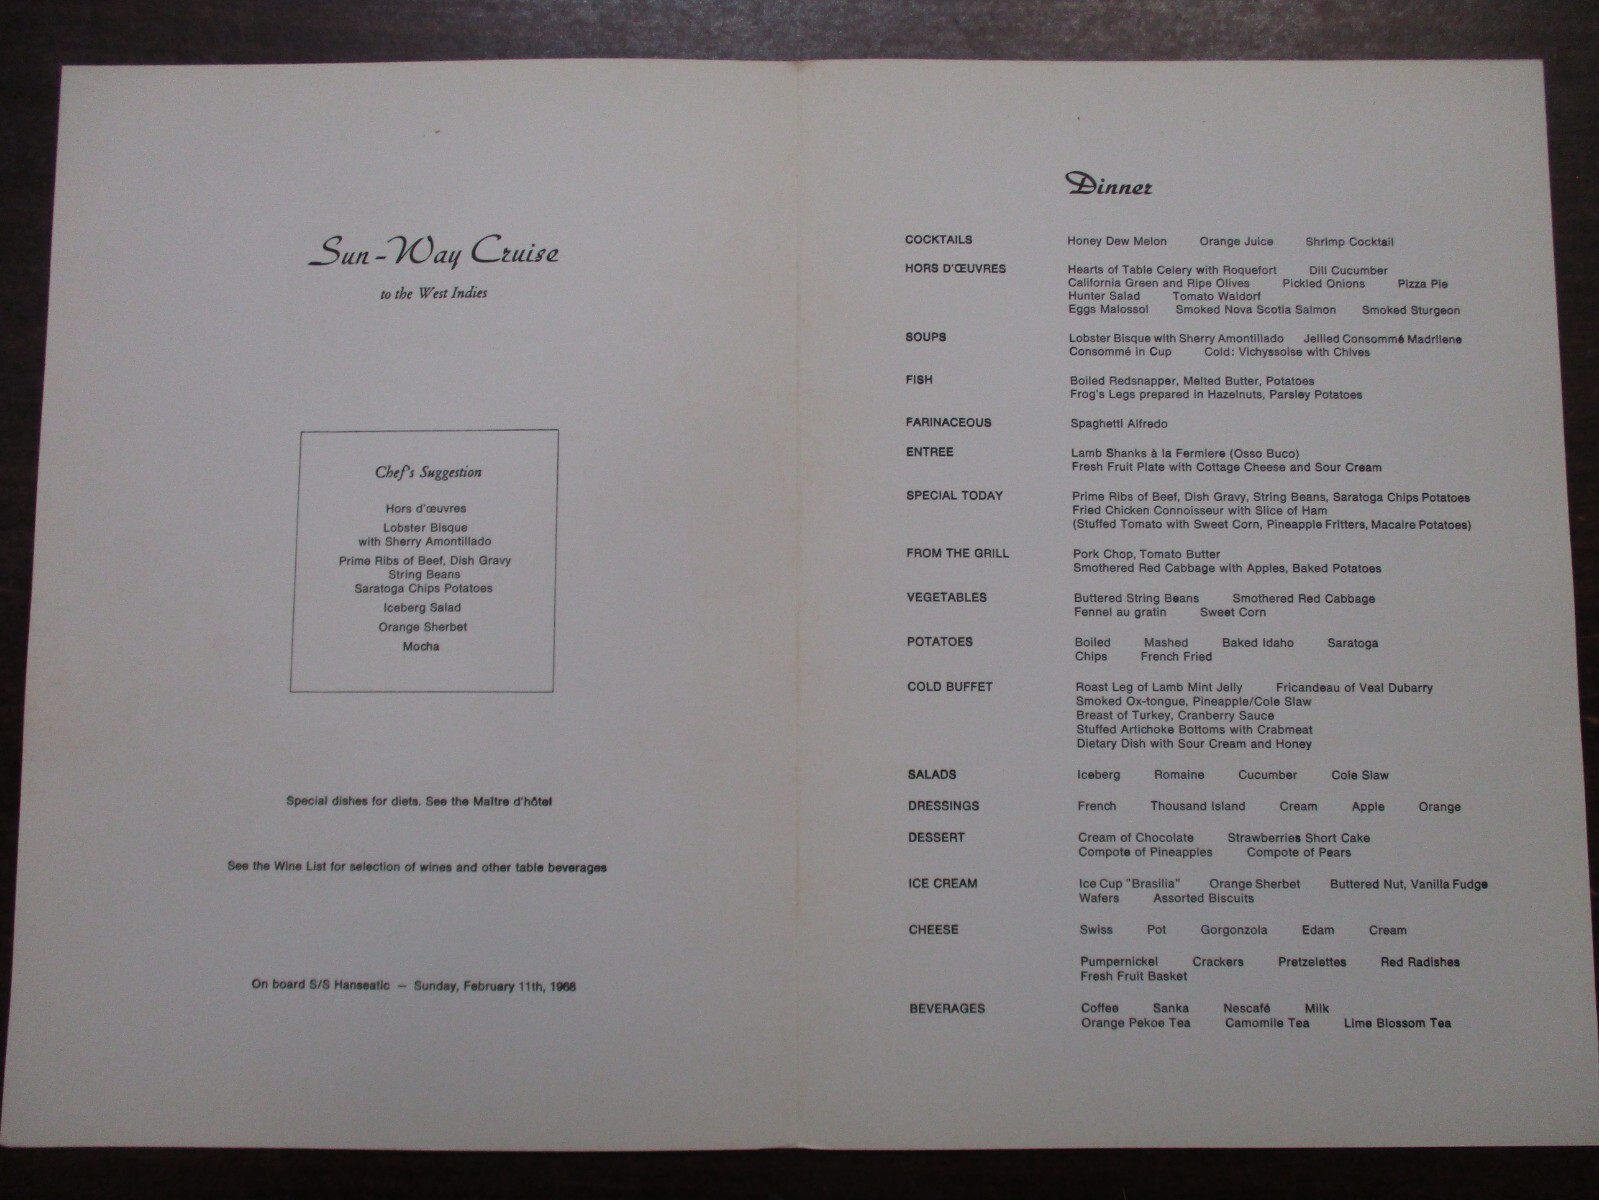 Sun-Way Cruise
to the West Indies
Chef's Suggestion
Hors d'œuvres
Lobster Bisque
with Sherry Amontillado
Prime Ribs of Beef, Dish Gravy
String Beans
Saratoga Chips Potatoes
Iceberg Salad
Orange Sherbet
Mocha
Special dishes for diets. See the Maître d'hôtel
See the Wine List for selection of wines and other table beverages
On board S/S Hanseatic — Sunday, February 11th, 1968
Dinner
COCKTAILS Honey Dew Melon Orange Juice Shrimp Cocktail
HORS D'ŒUVRES Hearts of Table Celery with Roquefort Dill Cucumber
California Green and Ripe Olives Pickled Onions Pizza Pie
Hunter Salad Tomato Waldorf
Eggs Malossol Smoked Nova Scotia Salmon Smoked Sturgeon
SOUPS Lobster Bisque with Sherry Amontillado Jellied Consommé Madrilene
Consommé in Cup Cold: Vichyssoise with Chives
FISH Boiled Redsnapper, Melted Butter, Potatoes
Frog's Legs prepared in Hazelnuts, Parsley Potatoes
FARINACEOUS Spaghetti Alfredo
ENTREE Lamb Shanks à la Fermiere (Osso Buco)
Fresh Fruit Plate with Cottage Cheese and Sour Cream
SPECIAL TODAY Prime Ribs of Beef, Dish Gravy, String Beans, Saratoga Chips Potatoes
Fried Chicken Connoisseur with Slice of Ham
(Stuffed Tomato with Sweet Corn, Pineapple Fritters, Macaire Potatoes)
FROM THE GRILL Pork Chop, Tomato Butter
Smothered Red Cabbage with Apples, Baked Potatoes
VEGETABLES Buttered String Beans Smothered Red Cabbage
Fennel au gratin Sweet Corn
POTATOES Boiled Mashed Baked Idaho Saratoga
Chips French Fried
COLD BUFFET Roast Leg of Lamb Mint Jelly Fricandeau of Veal Dubarry
Smoked Ox-tongue, Pineapple/Cole Slaw
Breast of Turkey, Cranberry Sauce
Stuffed Artichoke Bottoms with Crabmeat
Dietary Dish with Sour Cream and Honey
SALADS Iceberg Romaine Cucumber Cole Slaw
DRESSINGS French Thousand Island Cream Apple Orange
DESSERT Cream of Chocolate Strawberries Short Cake
Compote of Pineapples Compote of Pears
ICE CREAM Ice Cup "Brasilia" Orange Sherbet Buttered Nut, Vanilla Fudge
Wafers Assorted Biscuits
CHEESE Swiss Pot Gorgonzola Edam Cream
Pumpernickel Crackers Pretzelettes Red Radishes
Fresh Fruit Basket
BEVERAGES Coffee Sanka Nescafé Milk
Orange Pekoe Tea Camomile Tea Lime Blossom Tea